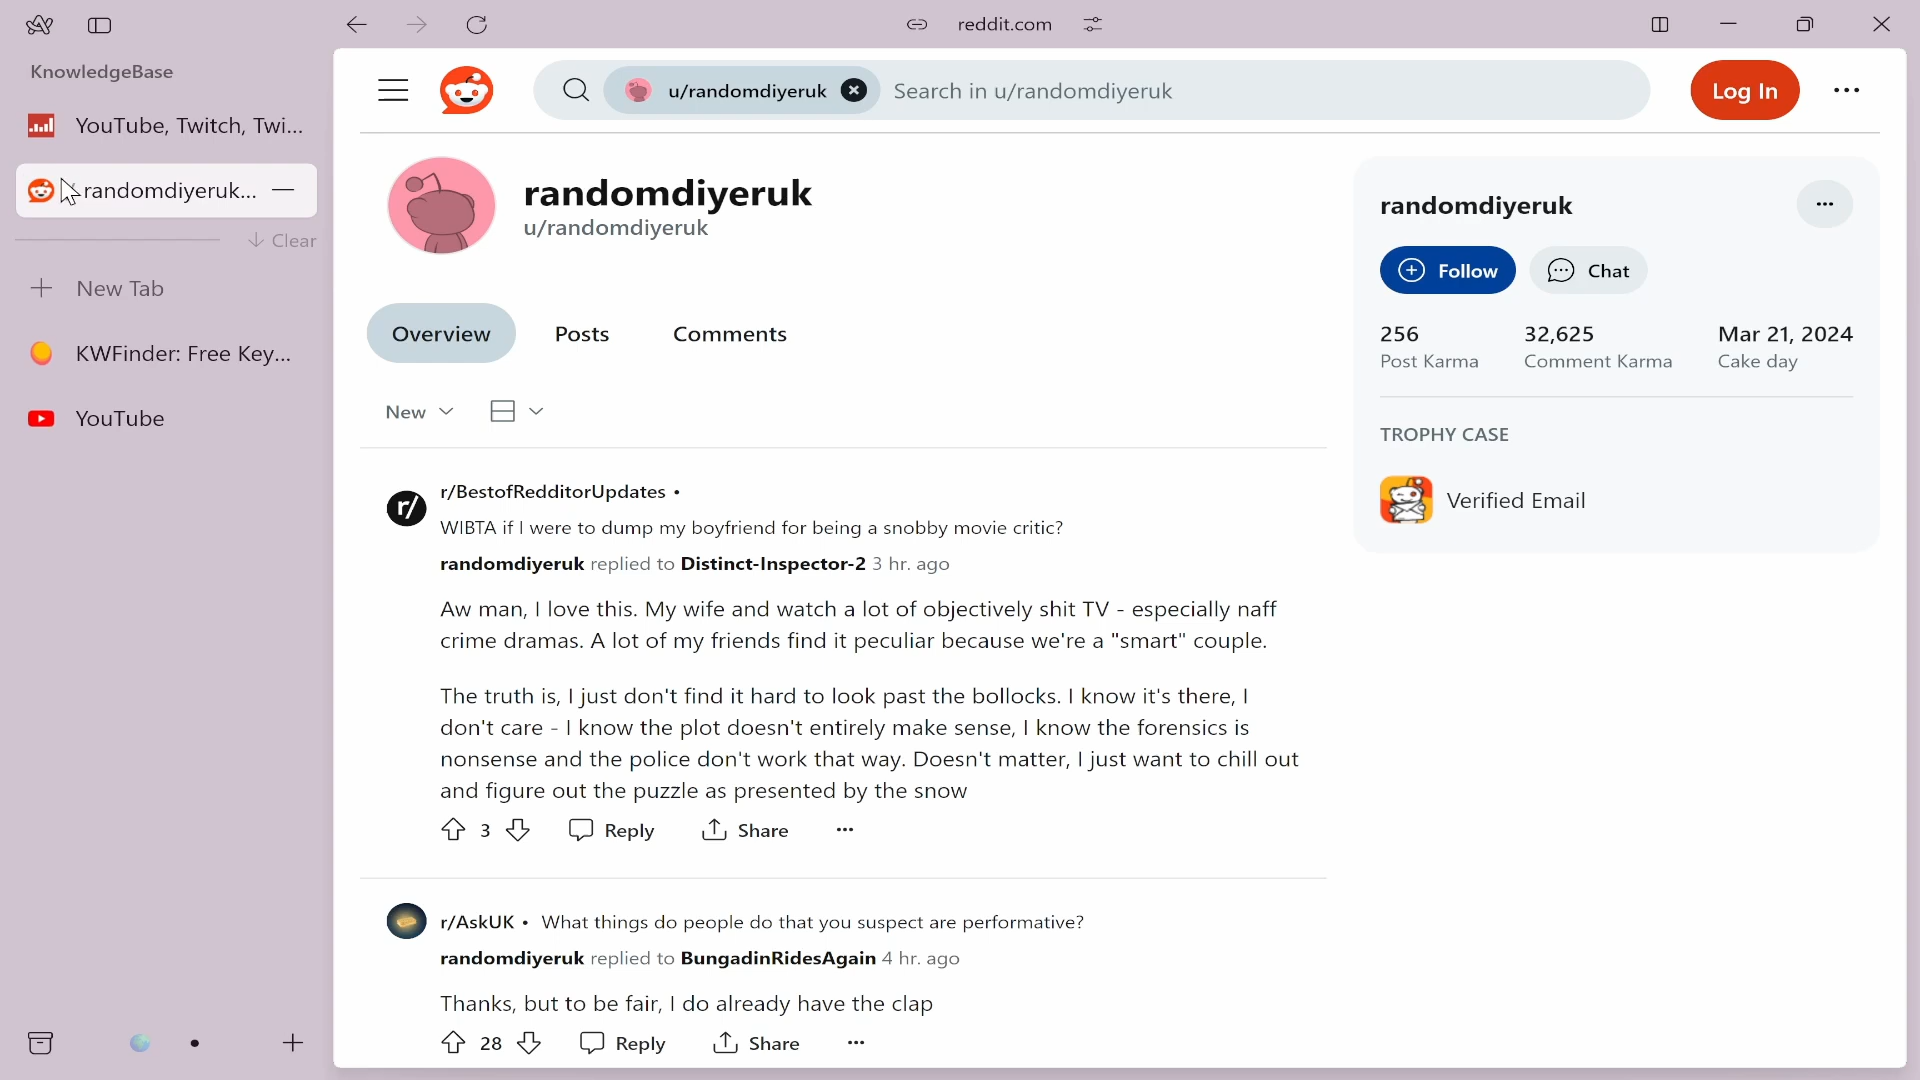 reddit.com
KnowledgeBase
YouTube, Twitch, Twi...
randomdiyeruk...
Clear
New Tab
KWFinder: Free Key...
YouTube
u/randomdiyeruk
Search in u/randomdiyeruk
Log In
randomdiyeruk
u/randomdiyeruk
Overview
Posts
Comments
New
r/
r/BestofRedditorUpdates •
WIBTA if I were to dump my boyfriend for being a snobby movie critic?
randomdiyeruk replied to Distinct-Inspector-2 3 hr. ago
Aw man, I love this. My wife and watch a lot of objectively shit TV - especially naff
crime dramas. A lot of my friends find it peculiar because we're a "smart" couple.
The truth is, I just don't find it hard to look past the bollocks. I know it's there, I
don't care - I know the plot doesn't entirely make sense, I know the forensics is
nonsense and the police don't work that way. Doesn't matter, I just want to chill out
and figure out the puzzle as presented by the snow
3
Reply
Share
r/AskUK • What things do people do that you suspect are performative?
randomdiyeruk replied to BungadinRidesAgain 4 hr. ago
Thanks, but to be fair, I do already have the clap
28
Reply
Share
randomdiyeruk
Follow
Chat
256
Post Karma
32,625
Comment Karma
Mar 21, 2024
Cake day
TROPHY CASE
Verified Email